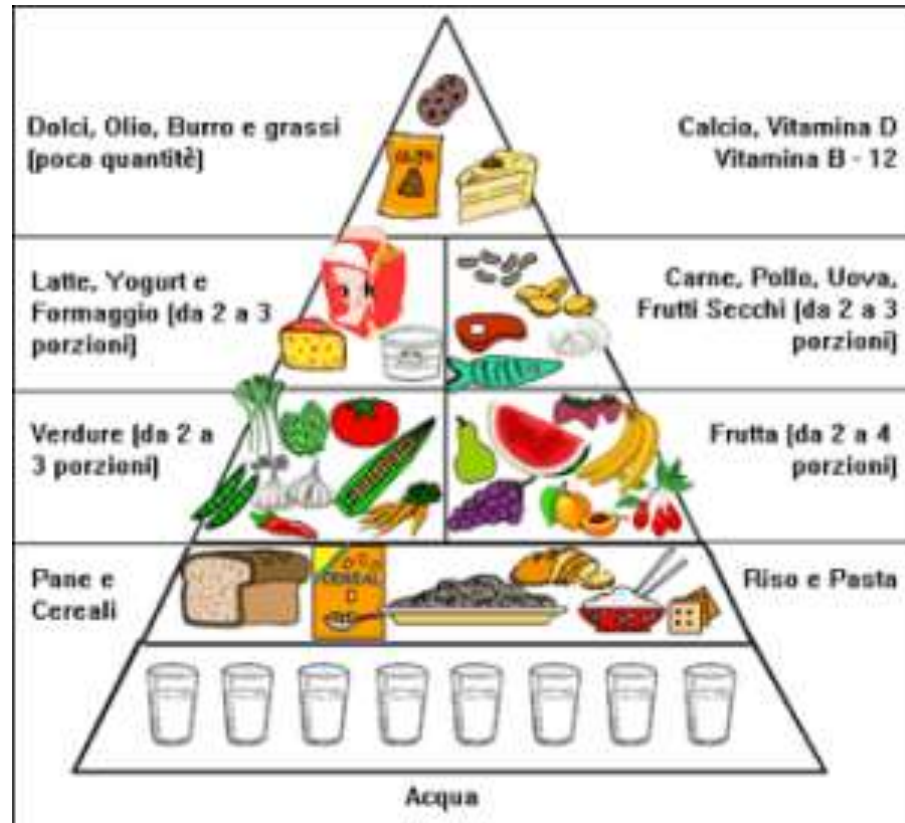 Dolci, Olio, Burro e grassi
(poca quantitè)
Calcio, Vitamina D
Vitamina B - 12
Latte, Yogurt e
Formaggio (da 2 a 3
porzioni)
Carne, Pollo, Uova,
Frutti Secchi (da 2 a 3
porzioni)
Verdure (da 2 a
3 porzioni)
Frutta (da 2 a 4
porzioni)
Pane e
Cereali
CEREAL
Riso e Pasta
Acqua